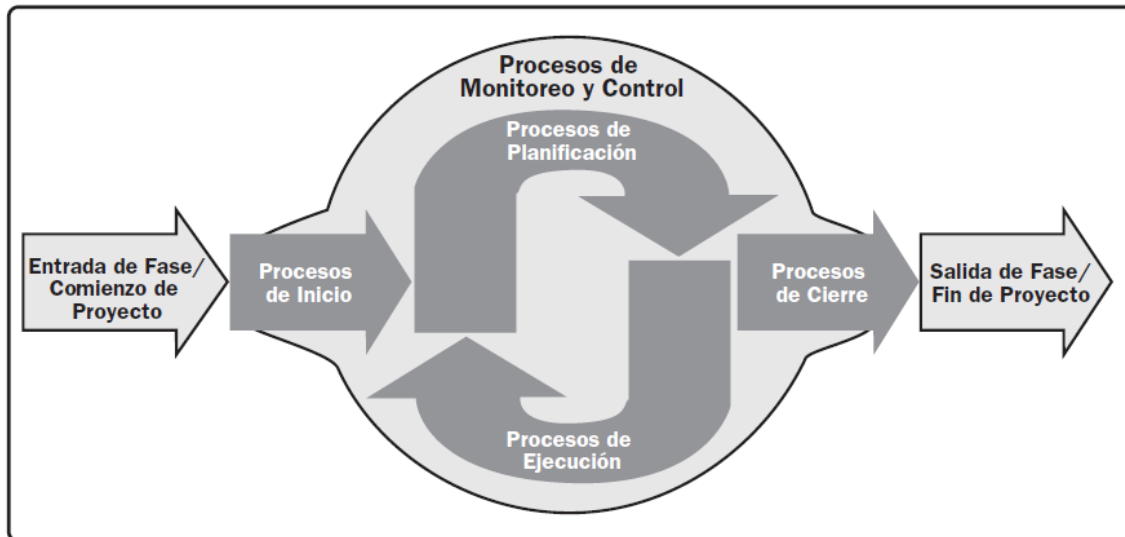 Procesos de
Monitoreo y Control
Procesos de
Planificación
Entrada de Fase/
Comienzo de
Proyecto
Procesos
de Inicio
Procesos
de Cierre
Salida de Fase/
Fin de Proyecto
Procesos de
Ejecución